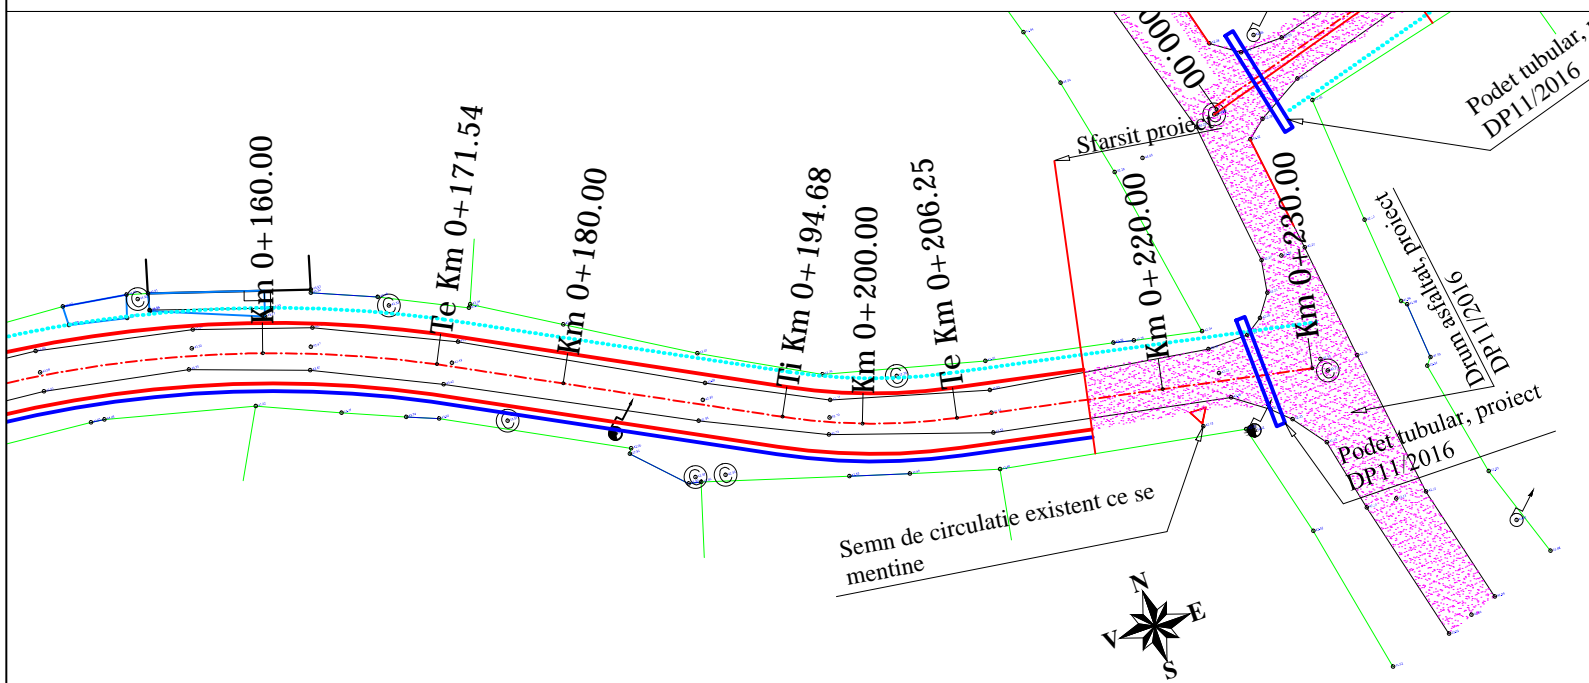 000.00
Podet tubular,
DP11/2016
Sfarsit proiect
Km 0+160.00
Te Km 0+171.54
Km 0+180.00
Ti Km 0+194.68
Km 0+200.00
Te Km 0+206.25
Km 0+220.00
Km 0+230.00
Drum asfaltat, proiect
DP11/2016
Podet tubular, proiect
DP11/2016
Semn de circulatie existent ce se
mentine
N
E
V
S